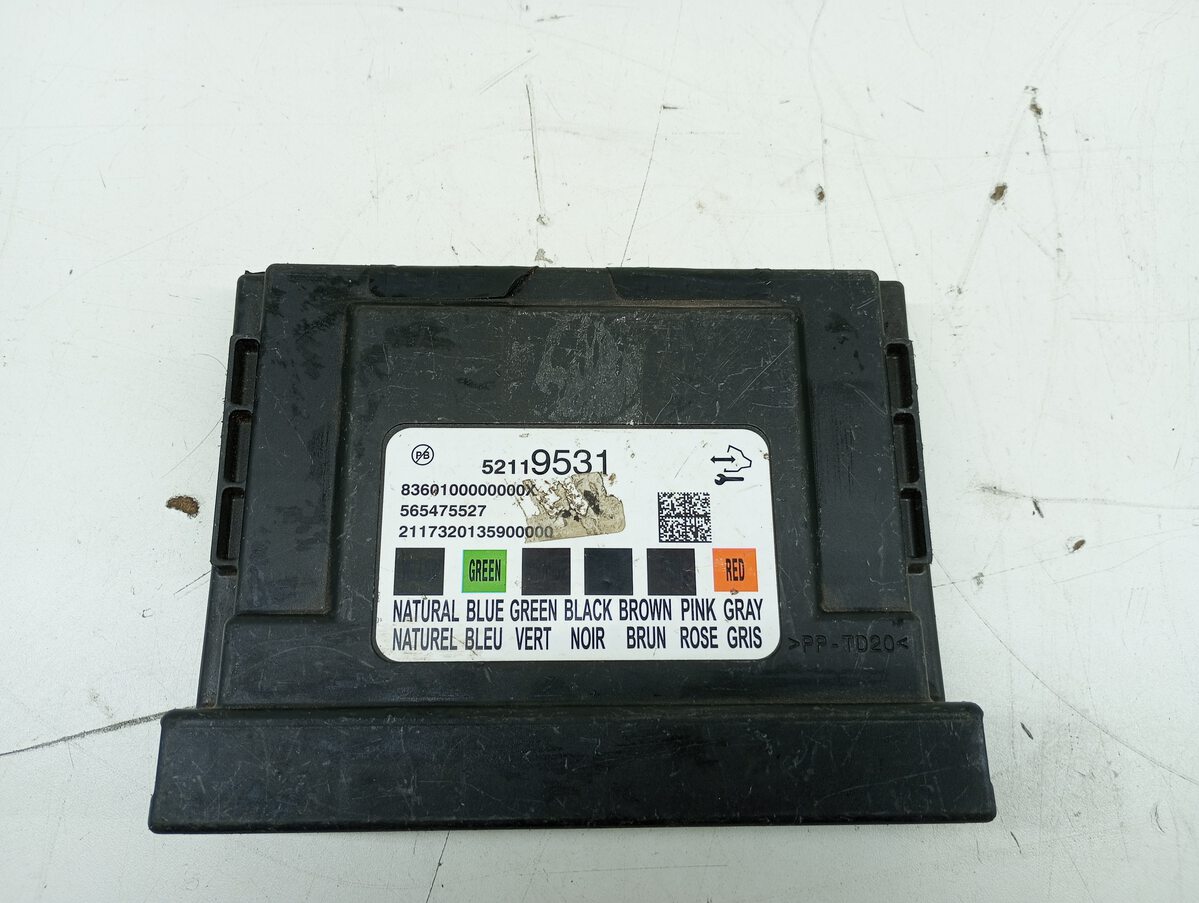 PB
52119531
8360100000000X
565475527
2117320135900000
GREEN RED
NATURAL BLUE GREEN BLACK BROWN PINK GRAY
NATUREL BLEU VERT NOIR BRUN ROSE GRIS
>PP-TD20<